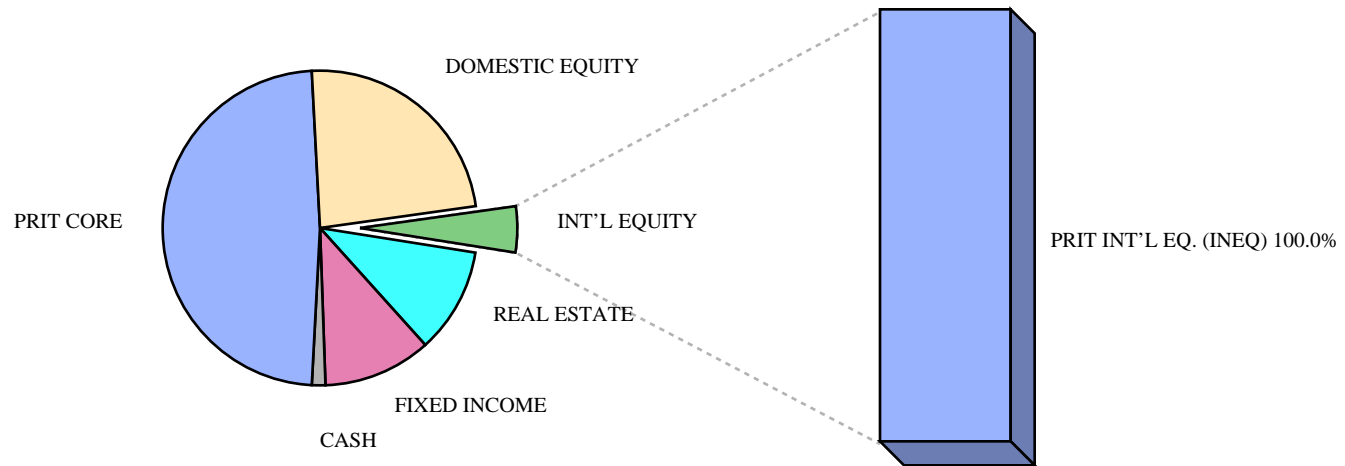 DOMESTIC EQUITY
PRIT CORE
INT'L EQUITY
PRIT INT'L EQ. (INEQ) 100.0%
REAL ESTATE
FIXED INCOME
CASH